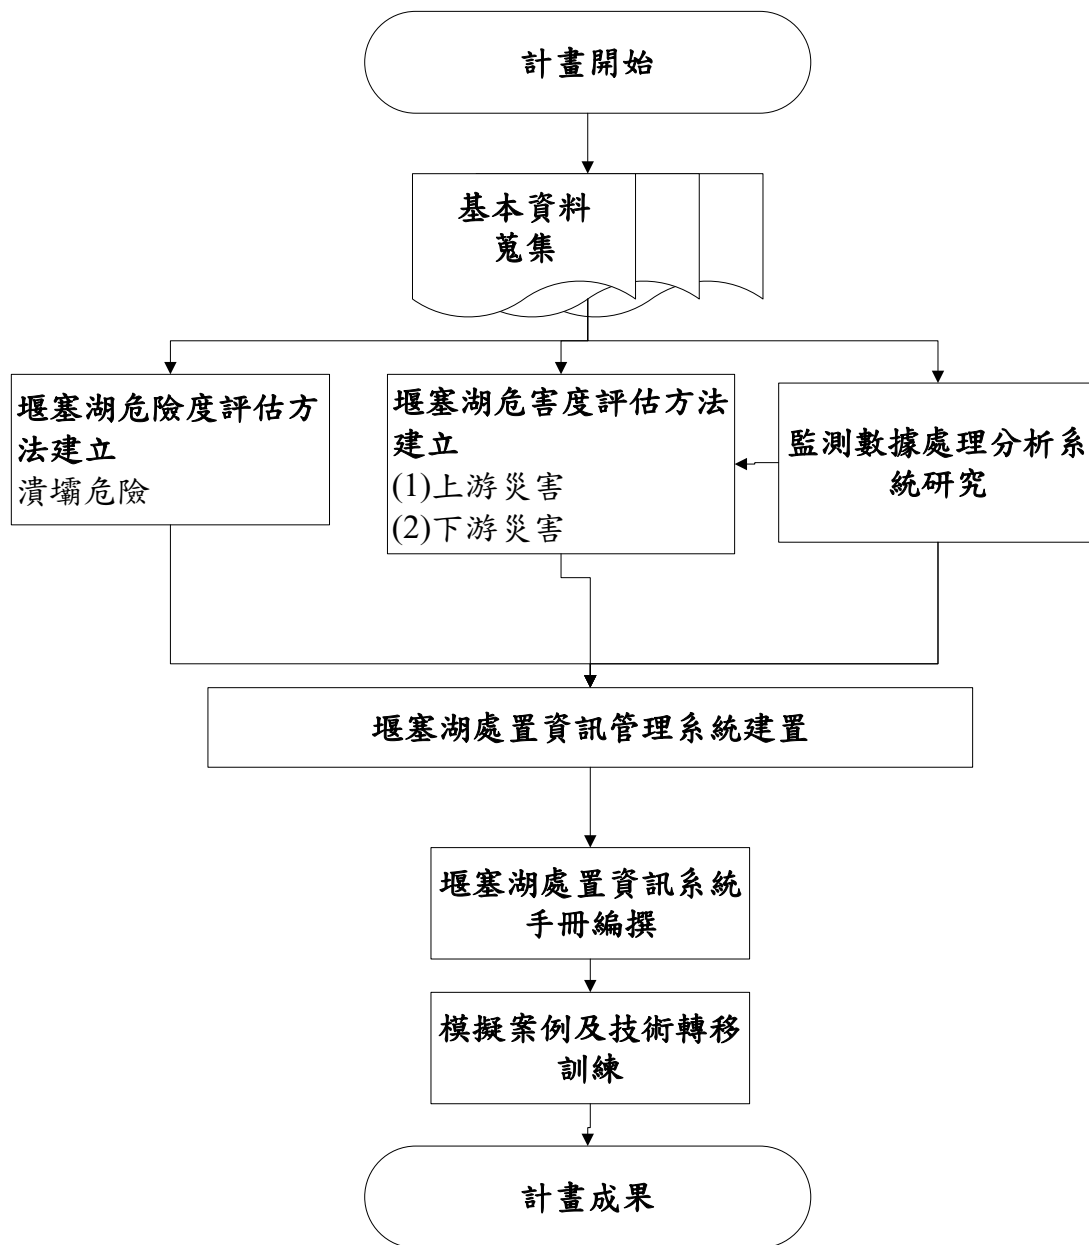 計畫開始
基本資料
蒐集
堰塞湖危險度評估方
法建立
潰壩危險
堰塞湖危害度評估方法
建立
(1)上游災害
(2)下游災害
監測數據處理分析系
統研究
堰塞湖處置資訊管理系統建置
堰塞湖處置資訊系統
手冊編撰
模擬案例及技術轉移
訓練
計畫成果